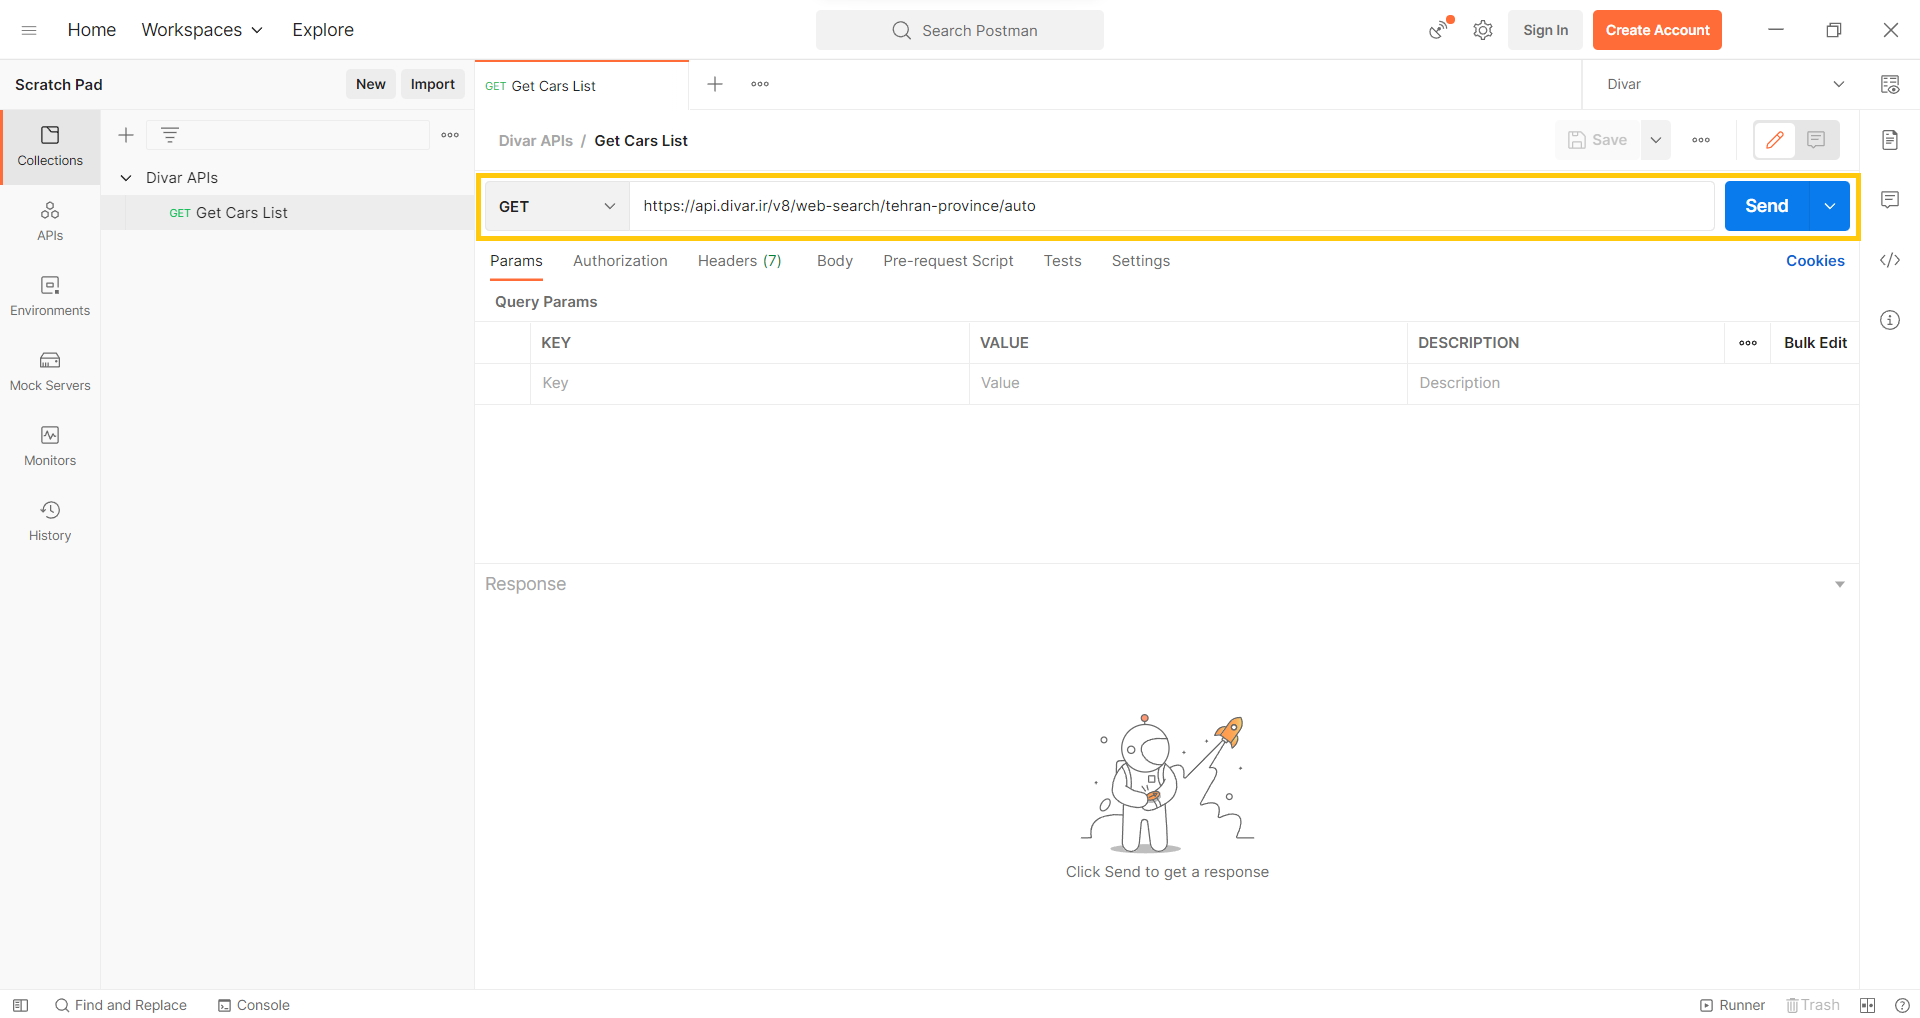 Home Workspaces Explore Search Postman Sign In Create Account
Scratch Pad New Import GET Get Cars List Divar
Collections
APIs
Environments
Mock Servers
Monitors
History
Divar APIs
GET Get Cars List
Divar APIs / Get Cars List Save
GET https://api.divar.ir/v8/web-search/tehran-province/auto Send
Params Authorization Headers (7) Body Pre-request Script Tests Settings Cookies
Query Params
KEY VALUE DESCRIPTION Bulk Edit
Key Value Description
Response
Click Send to get a response
Find and Replace Console Runner Trash